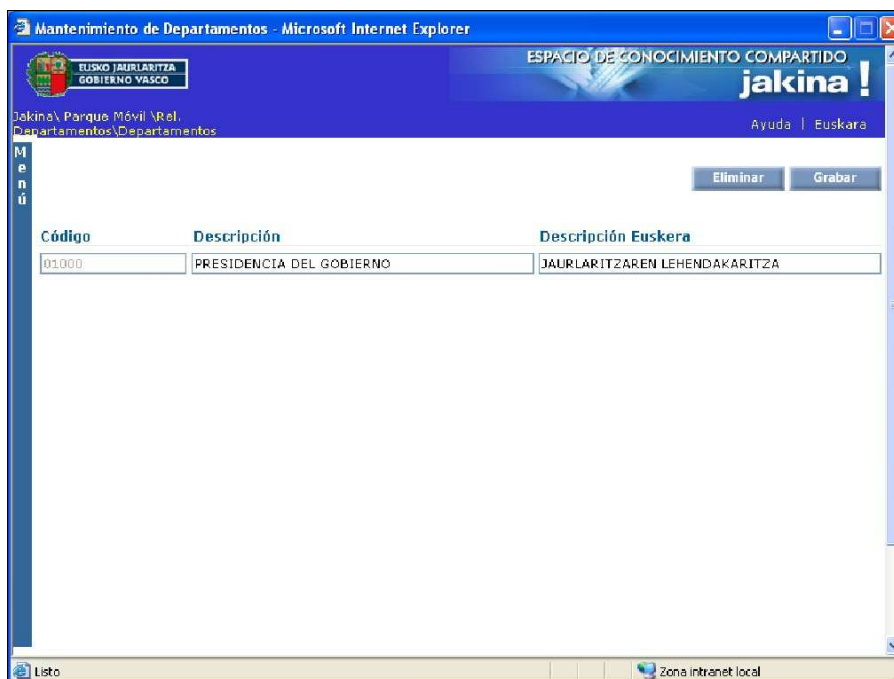 Mantenimiento de Departamentos - Microsoft Internet Explorer
EUSKO JAURLARITZA
GOBIERNO VASCO
ESPACIO DE CONOCIMIENTO COMPARTIDO
jakina!
Jakina\ Parque Móvil \Rel.
Departamentos\Departamentos
Ayuda | Euskara
Menú
Eliminar Grabar
Código Descripción Descripción Euskera
01000 PRESIDENCIA DEL GOBIERNO JAURLARITZAREN LEHENDAKARITZA
Listo Zona intranet local